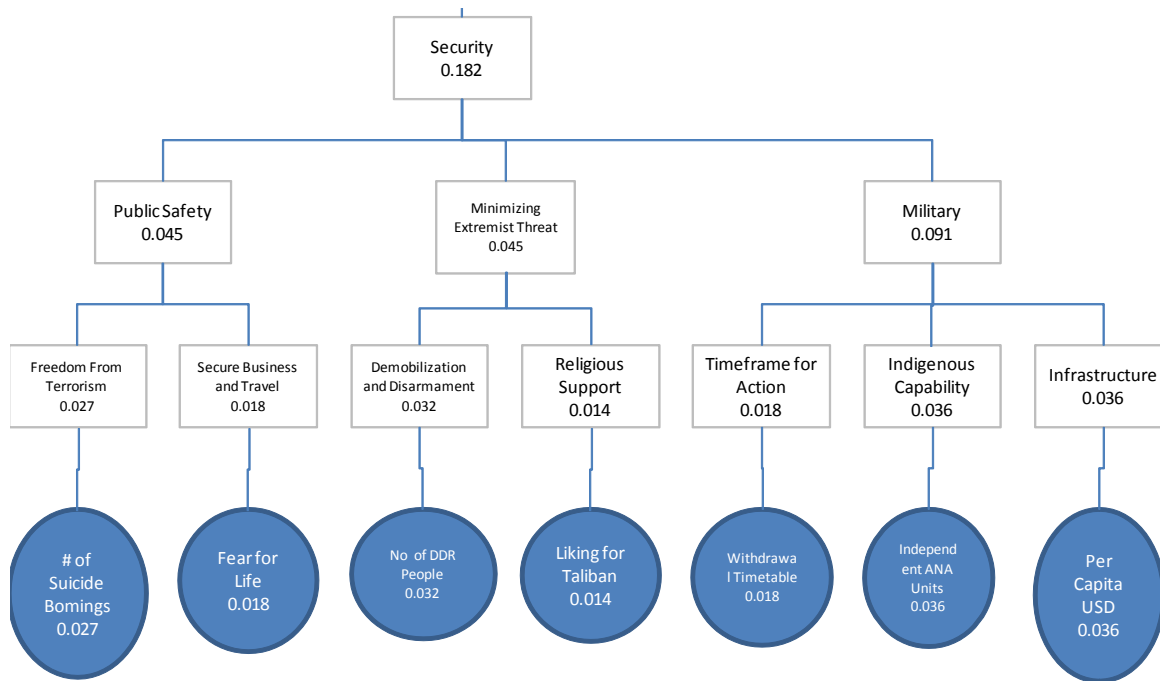 Security
0.182
Public Safety
0.045
Minimizing
Extremist Threat
0.045
Military
0.091
Freedom From
Terrorism
0.027
Secure Business
and Travel
0.018
Demobilization
and Disarmament
0.032
Religious
Support
0.014
Timeframe for
Action
0.018
Indigenous
Capability
0.036
Infrastructure
0.036
# of
Suicide
Bomings
0.027
Fear for
Life
0.018
No of DDR
People
0.032
Liking for
Taliban
0.014
Withdrawa
l Timetable
0.018
Independ
ent ANA
Units
0.036
Per
Capita
USD
0.036